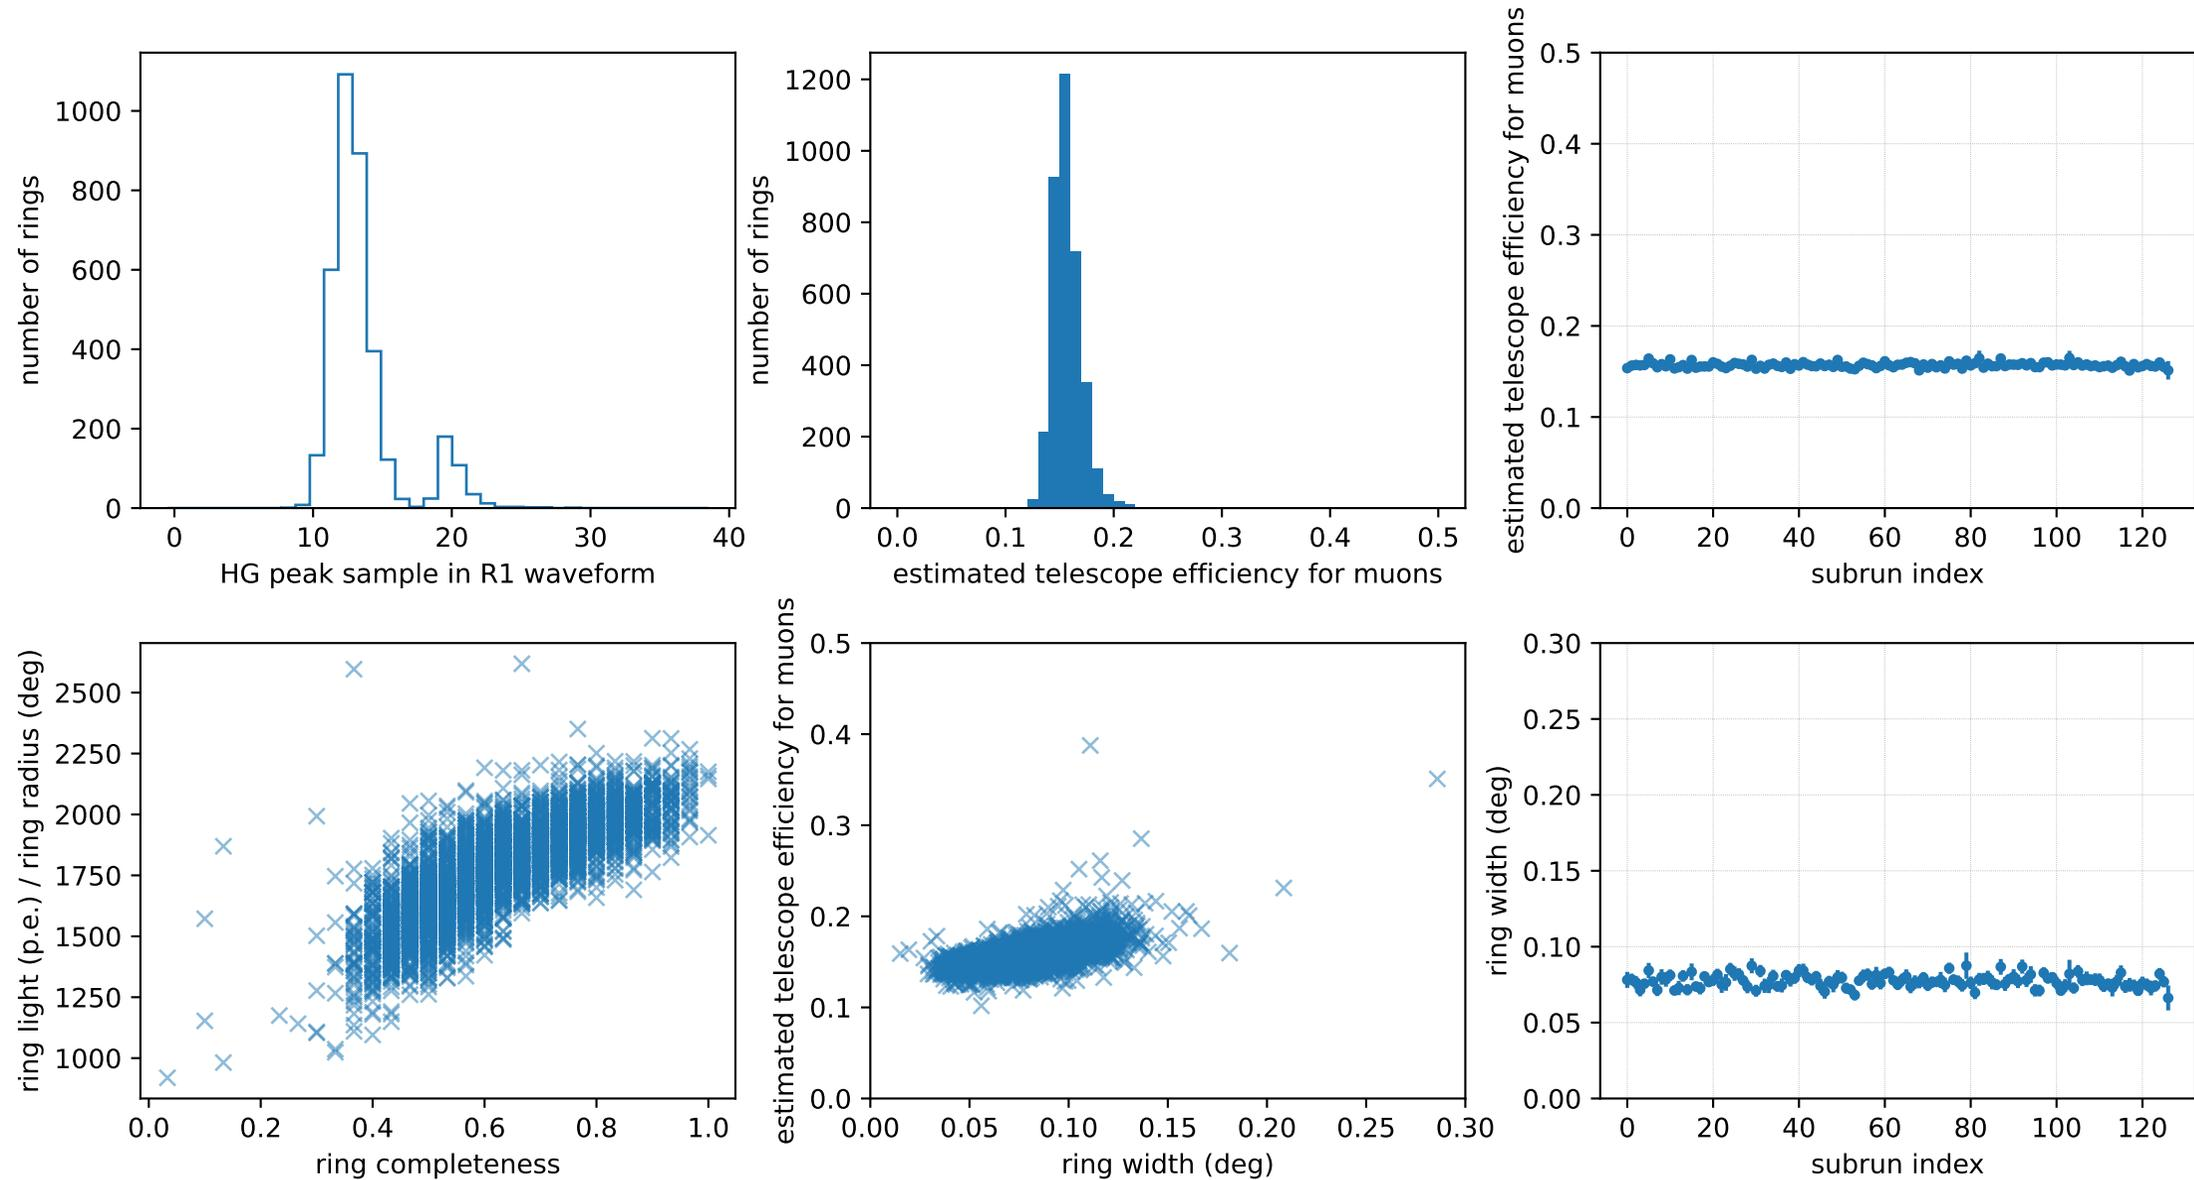 number of rings
1000
800
600
400
200
0
0 10 20 30 40
HG peak sample in R1 waveform
number of rings
1200
1000
800
600
400
200
0
0.0 0.1 0.2 0.3 0.4 0.5
estimated telescope efficiency for muons
estimated telescope efficiency for muons
0.5
0.4
0.3
0.2
0.1
0.0
0 20 40 60 80 100 120
subrun index
ring light (p.e.) / ring radius (deg)
2500
2250
2000
1750
1500
1250
1000
0.0 0.2 0.4 0.6 0.8 1.0
ring completeness
estimated telescope efficiency for muons
0.5
0.4
0.3
0.2
0.1
0.0
0.00 0.05 0.10 0.15 0.20 0.25 0.30
ring width (deg)
ring width (deg)
0.30
0.25
0.20
0.15
0.10
0.05
0.00
0 20 40 60 80 100 120
subrun index